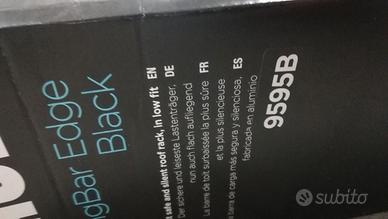 gBar Edge
Black
safe and silent roof rack, in low fit EN
Der sichere und leiseste Lastenträger, DE
nun auch flach aufliegend
La barre de toit surbaissée la plus sûre FR
et la plus silencieuse
a barra de carga más segura y silenciosa, ES
fabricada en aluminio
9595B
subito